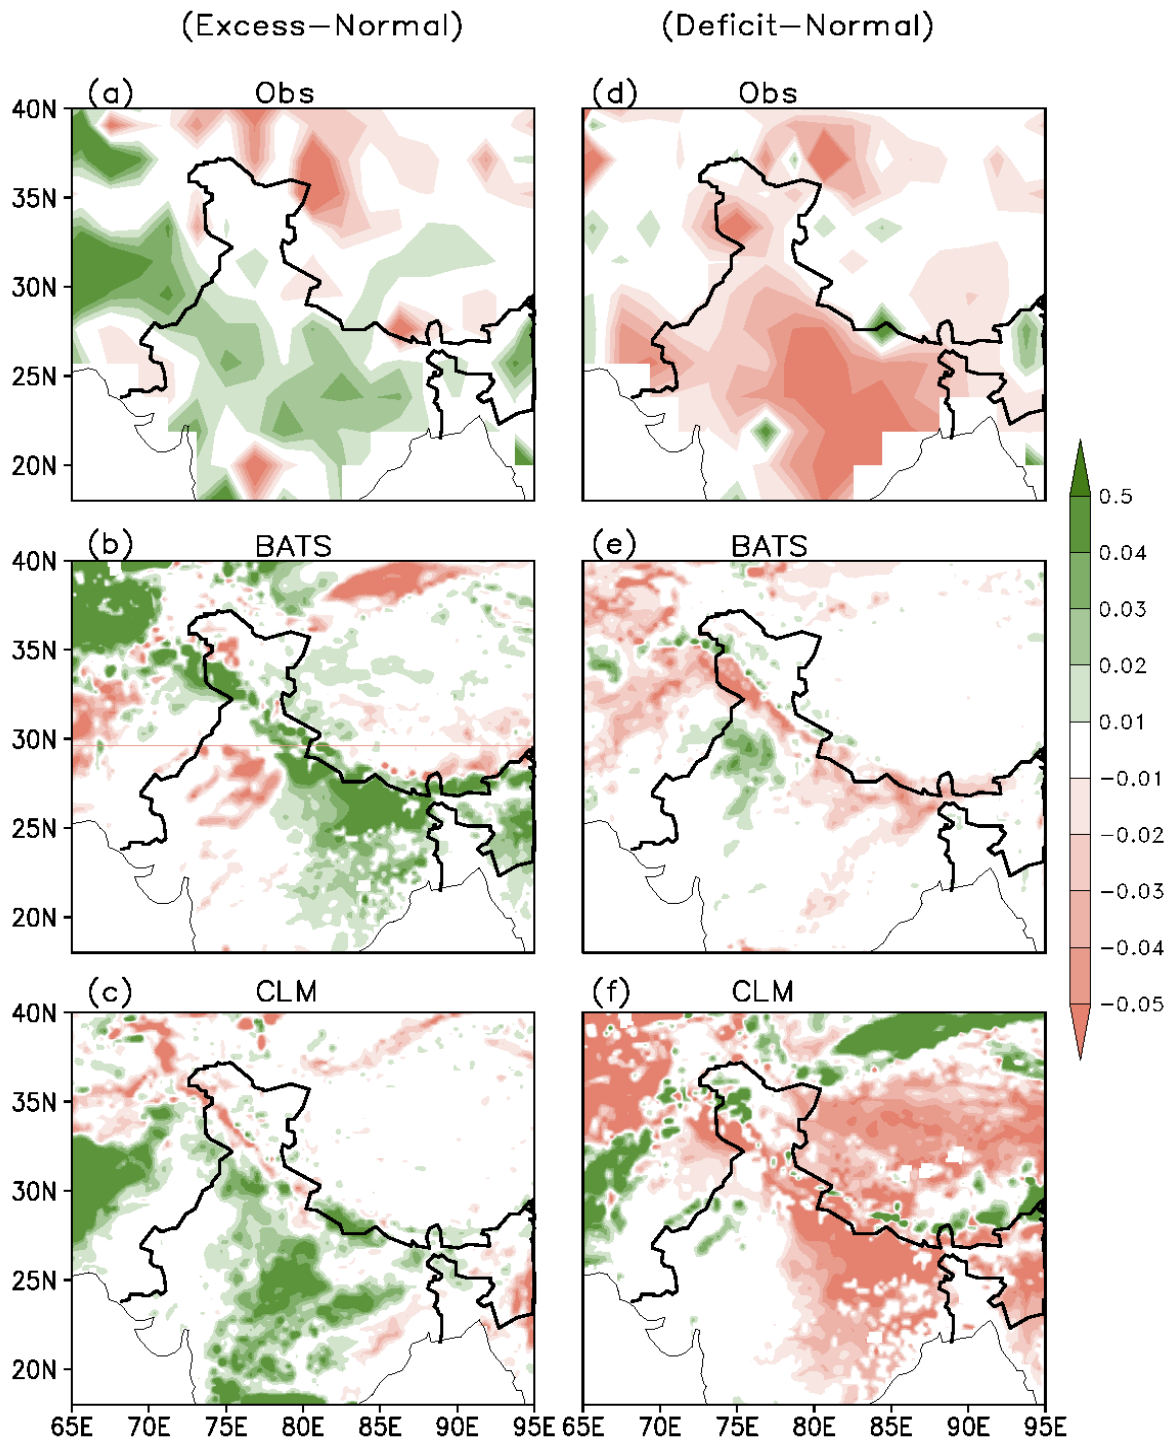 (Excess−Normal) (Deficit−Normal)
(a) Obs (d) Obs
40N
35N
30N
25N
20N
(b) BATS (e) BATS
40N
35N
30N
25N
20N
0.5
0.04
0.03
0.02
0.01
−0.01
−0.02
−0.03
−0.04
−0.05
(c) CLM (f) CLM
40N
35N
30N
25N
20N
65E 70E 75E 80E 85E 90E 95E 65E 70E 75E 80E 85E 90E 95E